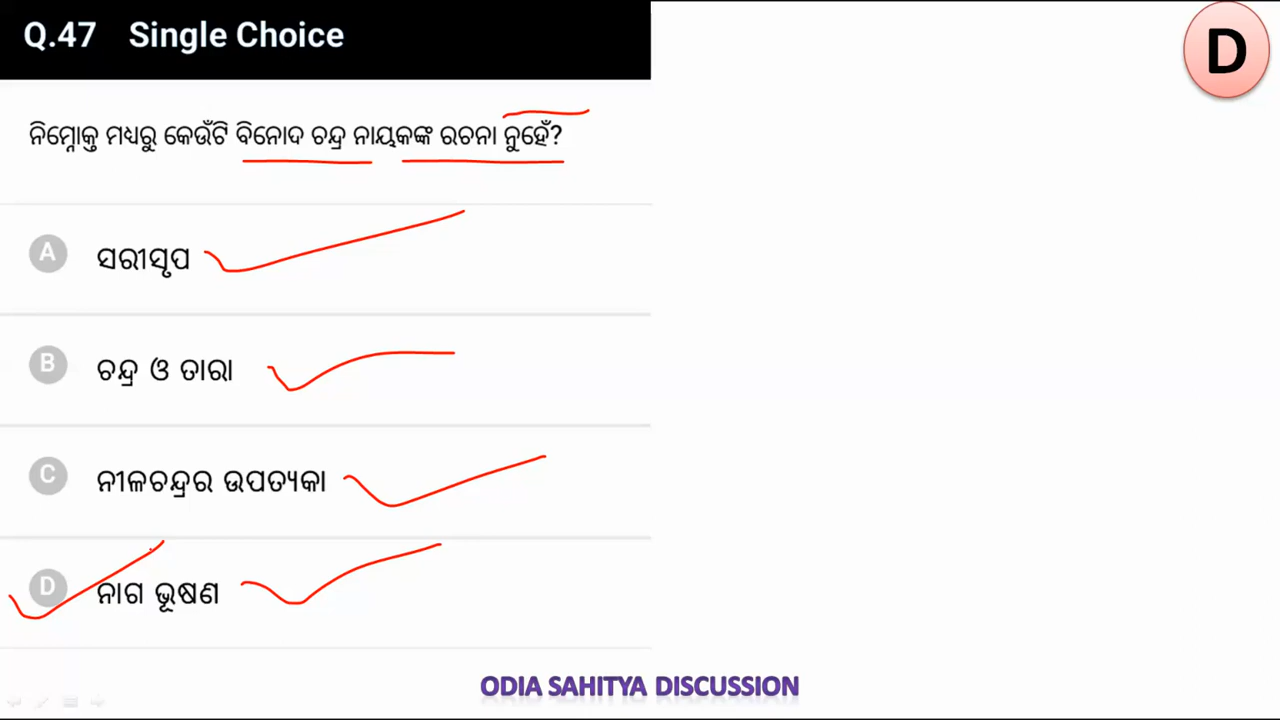 Q.47 Single Choice
D
ନିମ୍ନୋକ୍ତ ମଧ୍ୟରୁ କେଉଁଟି ବିନୋଦ ଚନ୍ଦ୍ର ନାୟକଙ୍କ ରଚନା ନୁହେଁ?
A ସରୀସୃପ
B ଚନ୍ଦ୍ର ଓ ତାରା
C ନୀଳଚନ୍ଦ୍ରର ଉପତ୍ୟକା
D ନାଗ ଭୂଷଣ
ODIA SAHITYA DISCUSSION